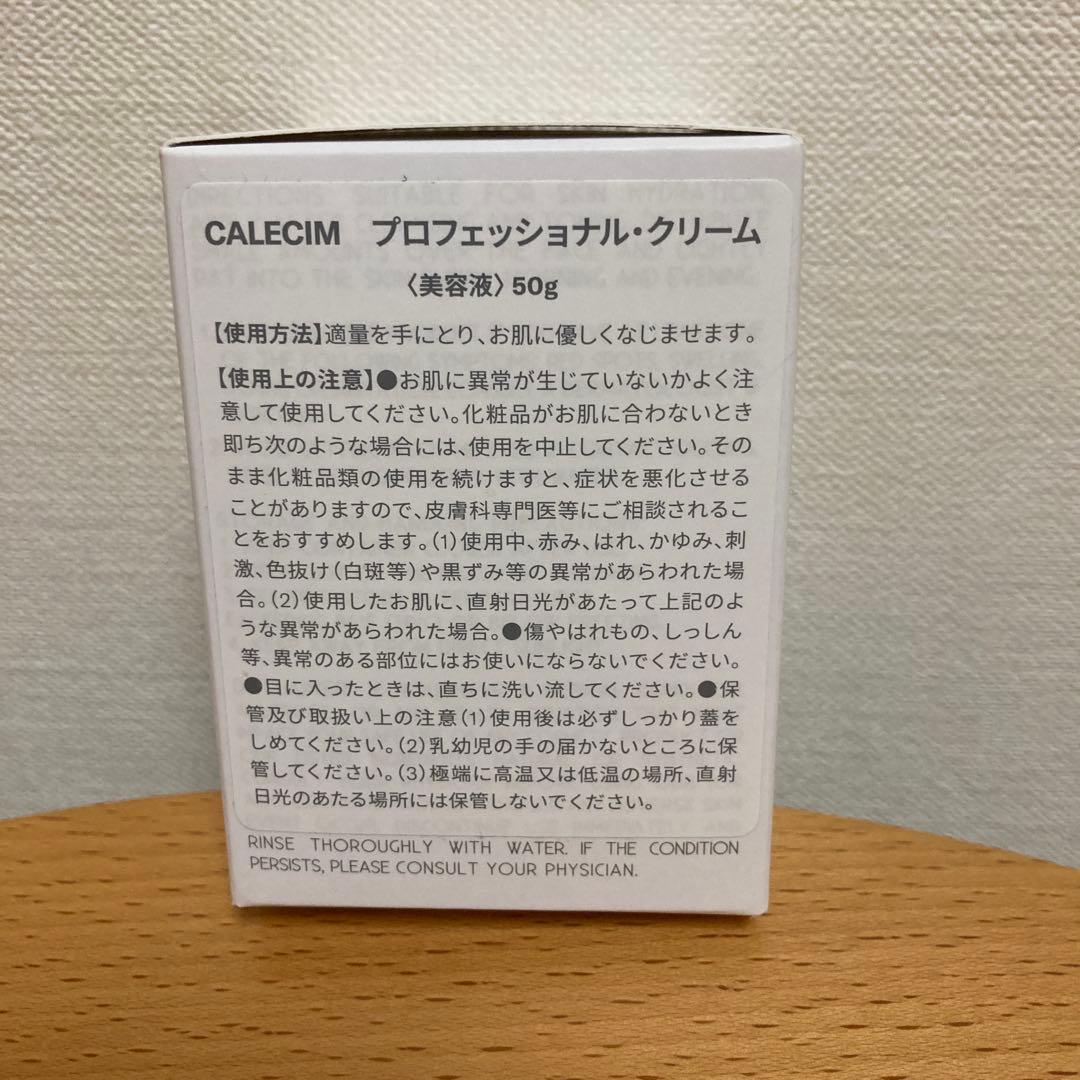 CALECIM プロフェッショナル・クリーム
〈美容液〉50g
【使用方法】適量を手にとり、お肌に優しくなじませます。
【使用上の注意】●お肌に異常が生じていないかよく注
意して使用してください。化粧品がお肌に合わないとき
即ち次のような場合には、使用を中止してください。その
まま化粧品類の使用を続けますと、症状を悪化させる
ことがありますので、皮膚科専門医等にご相談されるこ
とをおすすめします。(1)使用中、赤み、はれ、かゆみ、刺
激、色抜け(白斑等)や黒ずみ等の異常があらわれた場
合。(2)使用したお肌に、直射日光があたって上記のよ
うな異常があらわれた場合。●傷やはれもの、しっしん
等、異常のある部位にはお使いにならないでください。
●目に入ったときは、直ちに洗い流してください。●保
管及び取扱い上の注意(1)使用後は必ずしっかり蓋を
しめてください。(2)乳幼児の手の届かないところに保
管してください。(3)極端に高温又は低温の場所、直射
日光のあたる場所には保管しないでください。
RINSE THOROUGHLY WITH WATER. IF THE CONDITION
PERSISTS, PLEASE CONSULT YOUR PHYSICIAN.